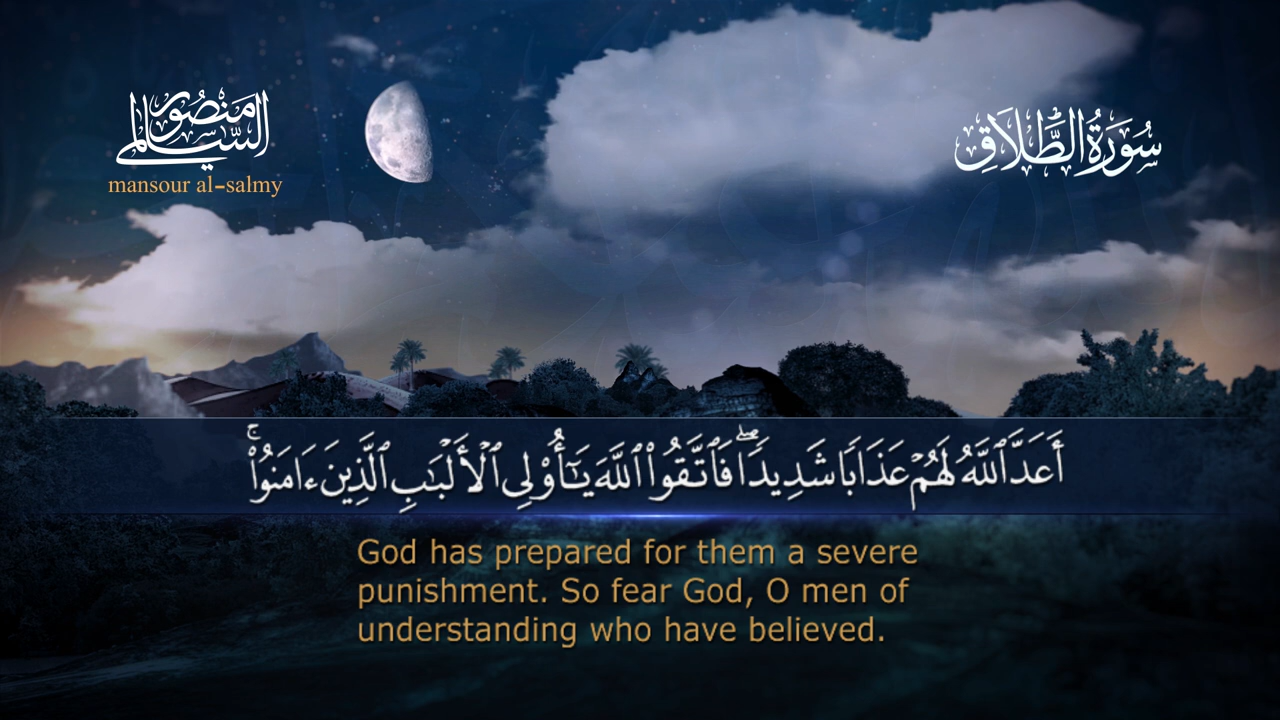 منصور السالمي
mansour al-salmy
سُورَةُ الطَّلَاقِ
أَعَدَّ ٱللَّهُ لَهُمْ عَذَابًا شَدِيدًا ۖ فَٱتَّقُوا۟ ٱللَّهَ يَـٰٓأُو۟لِى ٱلْأَلْبَـٰبِ ٱلَّذِينَ ءَامَنُوا۟ ۚ
God has prepared for them a severe
punishment. So fear God, O men of
understanding who have believed.